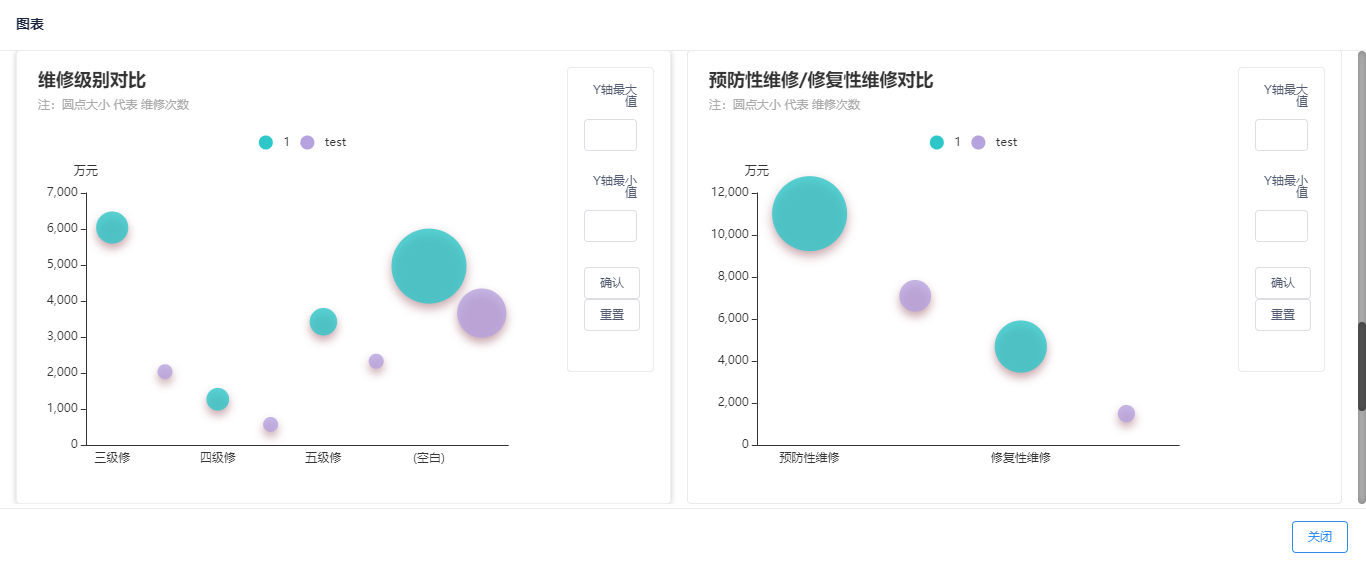 图表
维修级别对比
注：圆点大小 代表 维修次数
1 test
万元
7,000
6,000
5,000
4,000
3,000
2,000
1,000
0
三级修 四级修 五级修 (空白)
Y轴最大
值
Y轴最小
值
确认
重置
预防性维修/修复性维修对比
注：圆点大小 代表 维修次数
1 test
万元
12,000
10,000
8,000
6,000
4,000
2,000
0
预防性维修 修复性维修
Y轴最大
值
Y轴最小
值
确认
重置
关闭